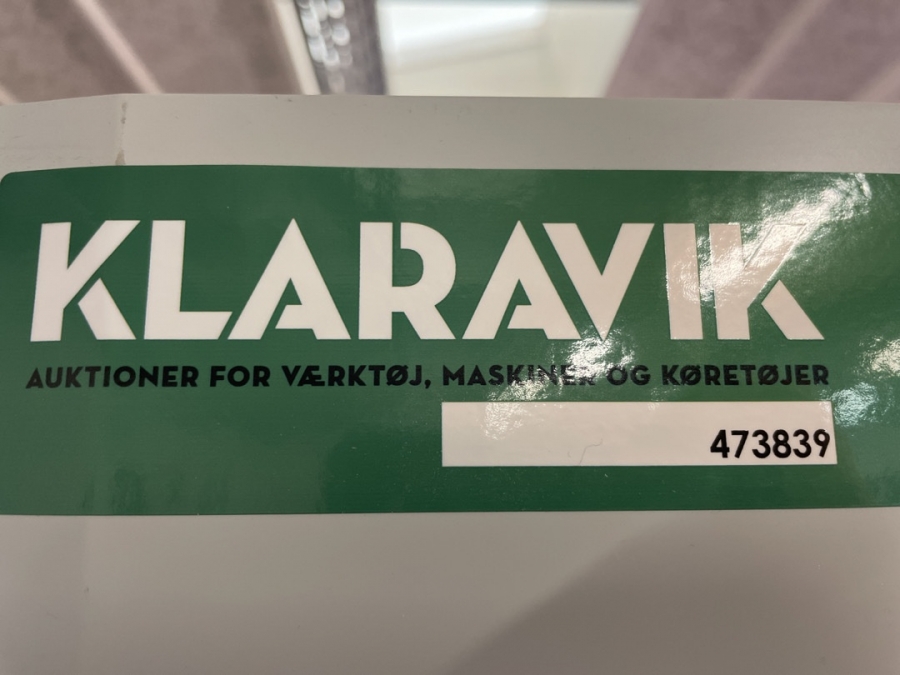 KLARAVIK
AUKTIONER FOR VÆRKTØJ, MASKINER OG KØRETØJER
473839